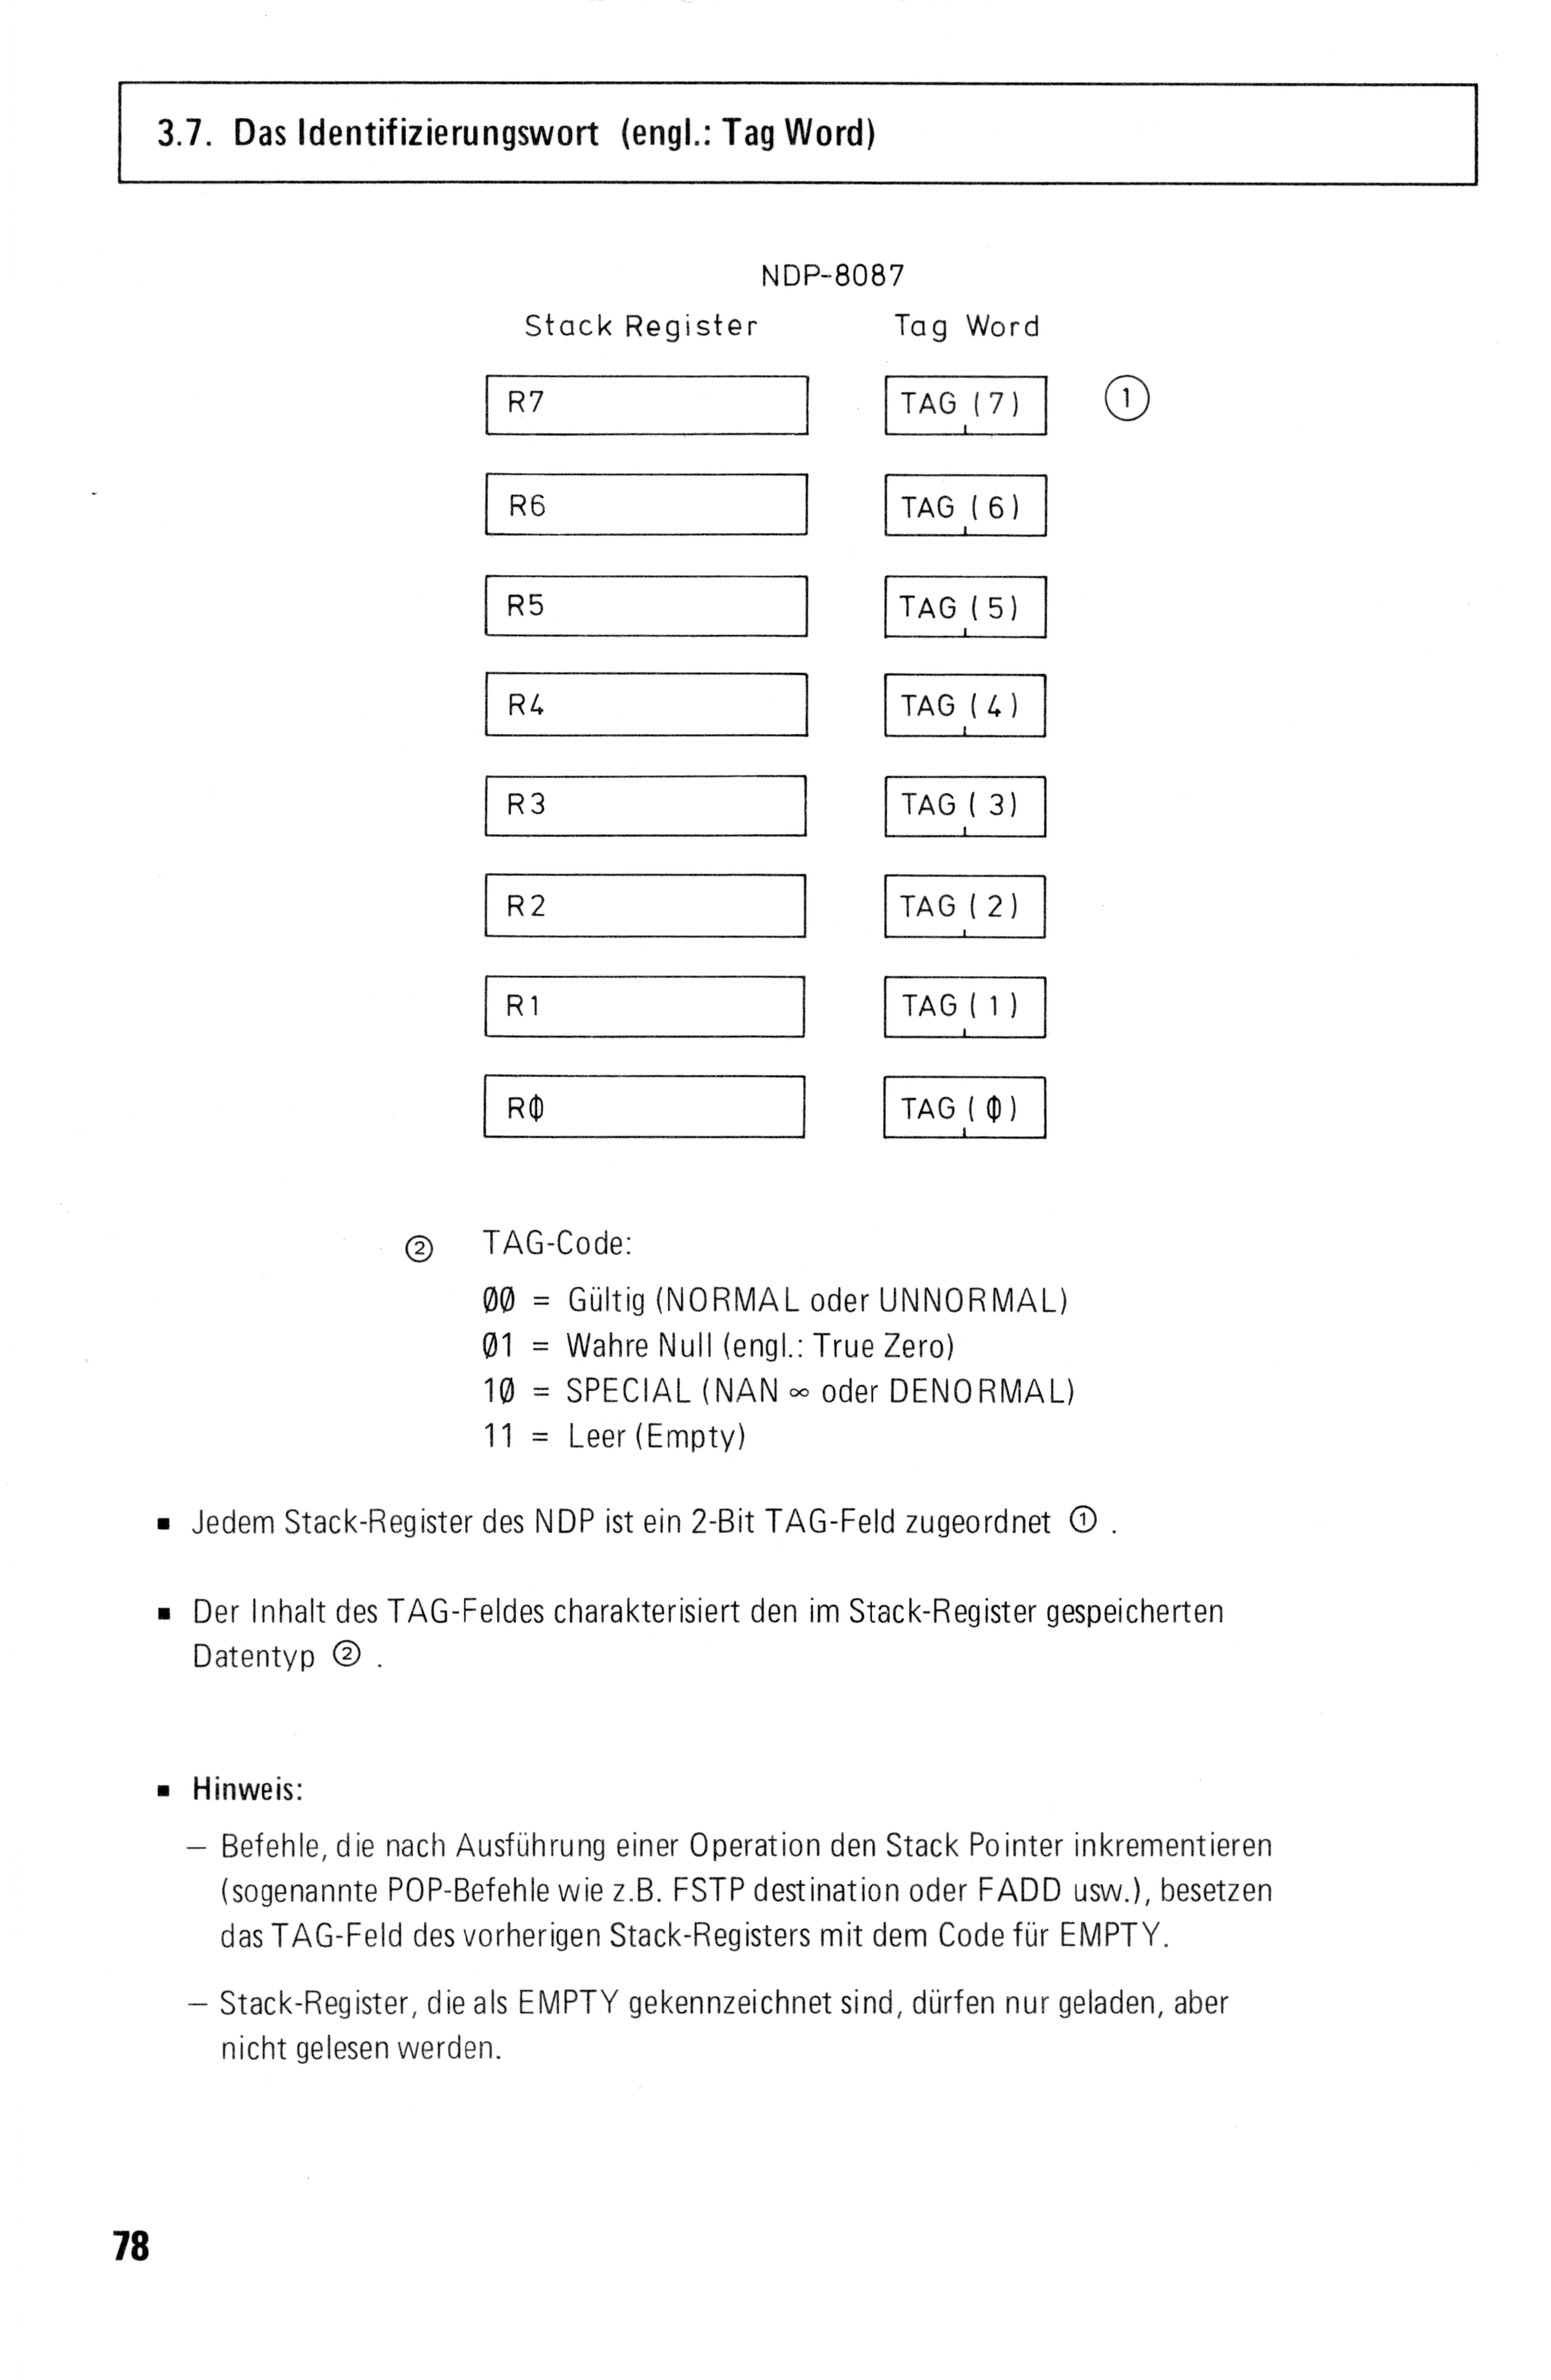 3.7. Das Identifizierungswort (engl.: Tag Word)
NDP-8087
Stack Register Tag Word
R7 TAG (7) ①
R6 TAG (6)
R5 TAG (5)
R4 TAG (4)
R3 TAG (3)
R2 TAG (2)
R1 TAG (1)
R0 TAG (0)
② TAG-Code:
00 = Gültig (NORMAL oder UNNORMAL)
01 = Wahre Null (engl.: True Zero)
10 = SPECIAL (NAN ∞ oder DENORMAL)
11 = Leer (Empty)
▪ Jedem Stack-Register des NDP ist ein 2-Bit TAG-Feld zugeordnet ① .
▪ Der Inhalt des TAG-Feldes charakterisiert den im Stack-Register gespeicherten
Datentyp ② .
▪ Hinweis:
— Befehle, die nach Ausführung einer Operation den Stack Pointer inkrementieren
(sogenannte POP-Befehle wie z.B. FSTP destination oder FADD usw.), besetzen
das TAG-Feld des vorherigen Stack-Registers mit dem Code für EMPTY.
— Stack-Register, die als EMPTY gekennzeichnet sind, dürfen nur geladen, aber
nicht gelesen werden.
78